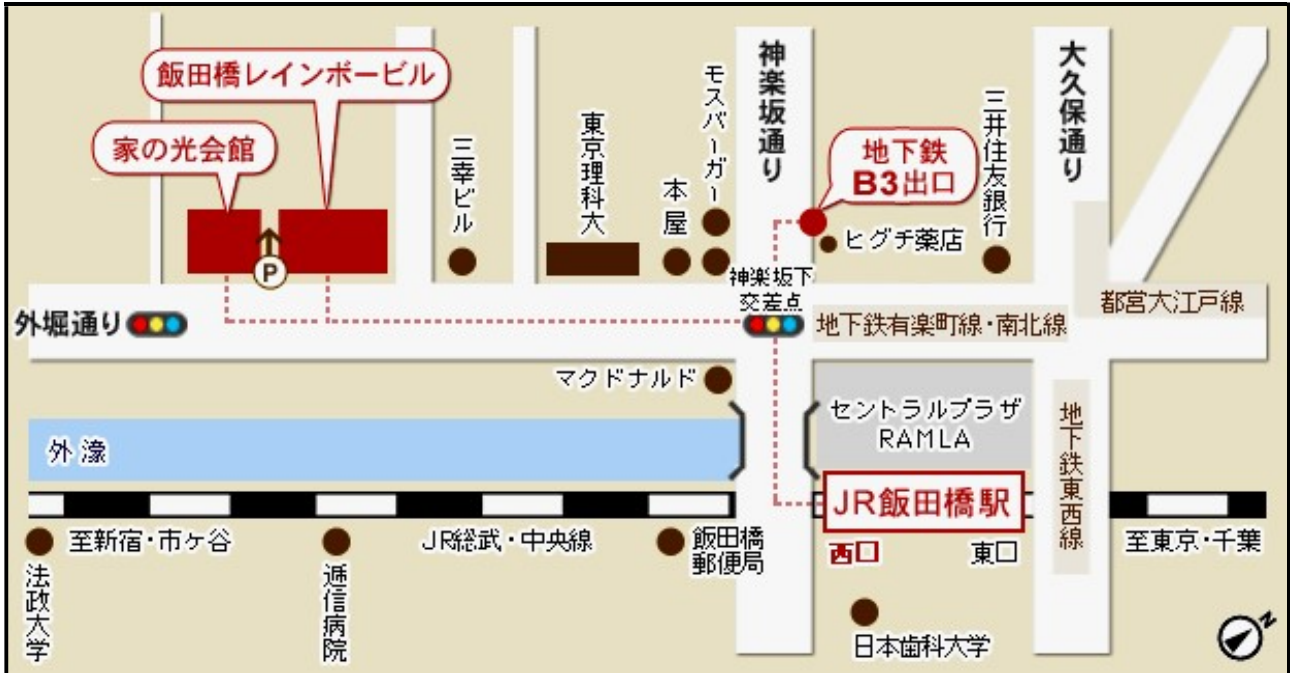 飯田橋レインボービル
家の光会館
P
三幸ビル
東京理科大
本屋
モスバーガー
神楽坂通り
地下鉄
B3出口
ヒグチ薬店
三井住友銀行
大久保通り
外堀通り
神楽坂下
交差点
地下鉄有楽町線・南北線
都営大江戸線
マクドナルド
セントラルプラザ
RAMLA
地下鉄東西線
外濠
JR飯田橋駅
西口
東口
至新宿・市ヶ谷
JR総武・中央線
飯田橋
郵便局
至東京・千葉
法政大学
逓信病院
日本歯科大学
N